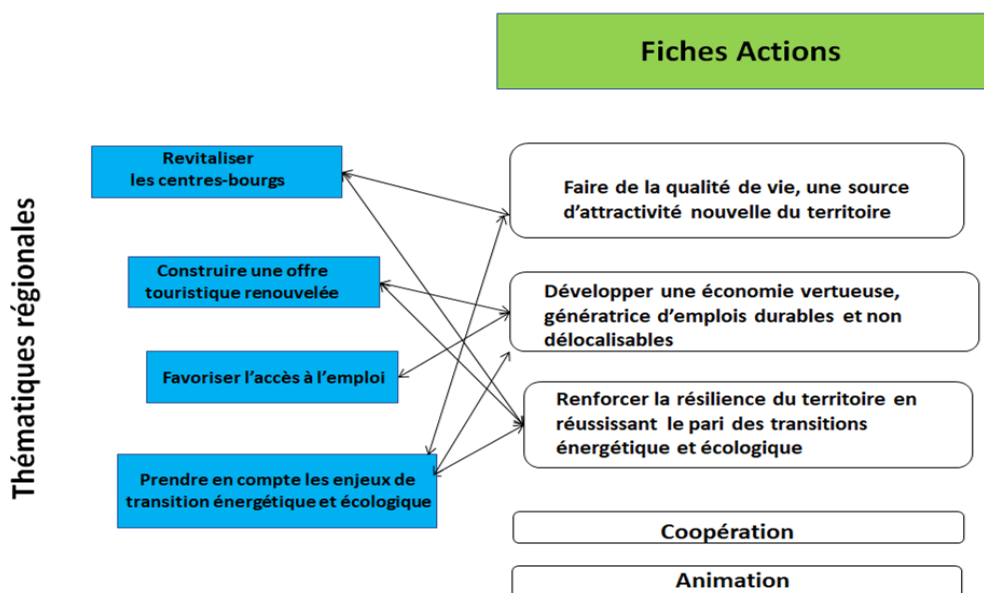 Fiches Actions
Thématiques régionales
Revitaliser
les centres-bourgs
Construire une offre
touristique renouvelée
Favoriser l’accès à l’emploi
Prendre en compte les enjeux de
transition énergétique et écologique
Faire de la qualité de vie, une source
d’attractivité nouvelle du territoire
Développer une économie vertueuse,
génératrice d’emplois durables et non
délocalisables
Renforcer la résilience du territoire en
réussissant le pari des transitions
énergétique et écologique
Coopération
Animation